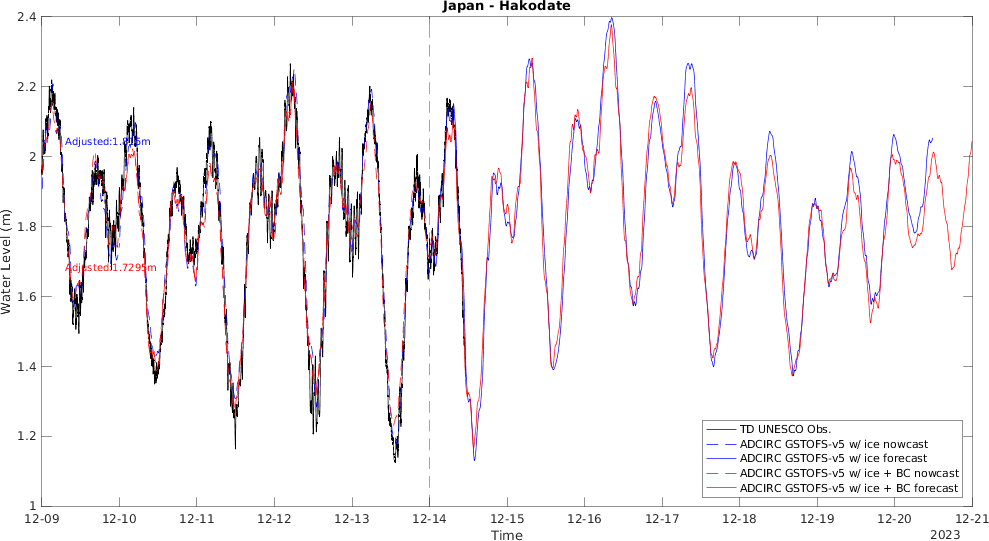 Japan - Hakodate
2.4
2.2
2
1.8
1.6
1.4
1.2
1
Water Level (m)
Adjusted:1.7295m
12-09
12-10
12-11
12-12
12-13
12-14
12-15
12-16
12-17
12-18
12-19
12-20
12-21
Time
2023
TD UNESCO Obs.
ADCIRC GSTOFS-v5 w/ ice nowcast
ADCIRC GSTOFS-v5 w/ ice forecast
ADCIRC GSTOFS-v5 w/ ice + BC nowcast
ADCIRC GSTOFS-v5 w/ ice + BC forecast